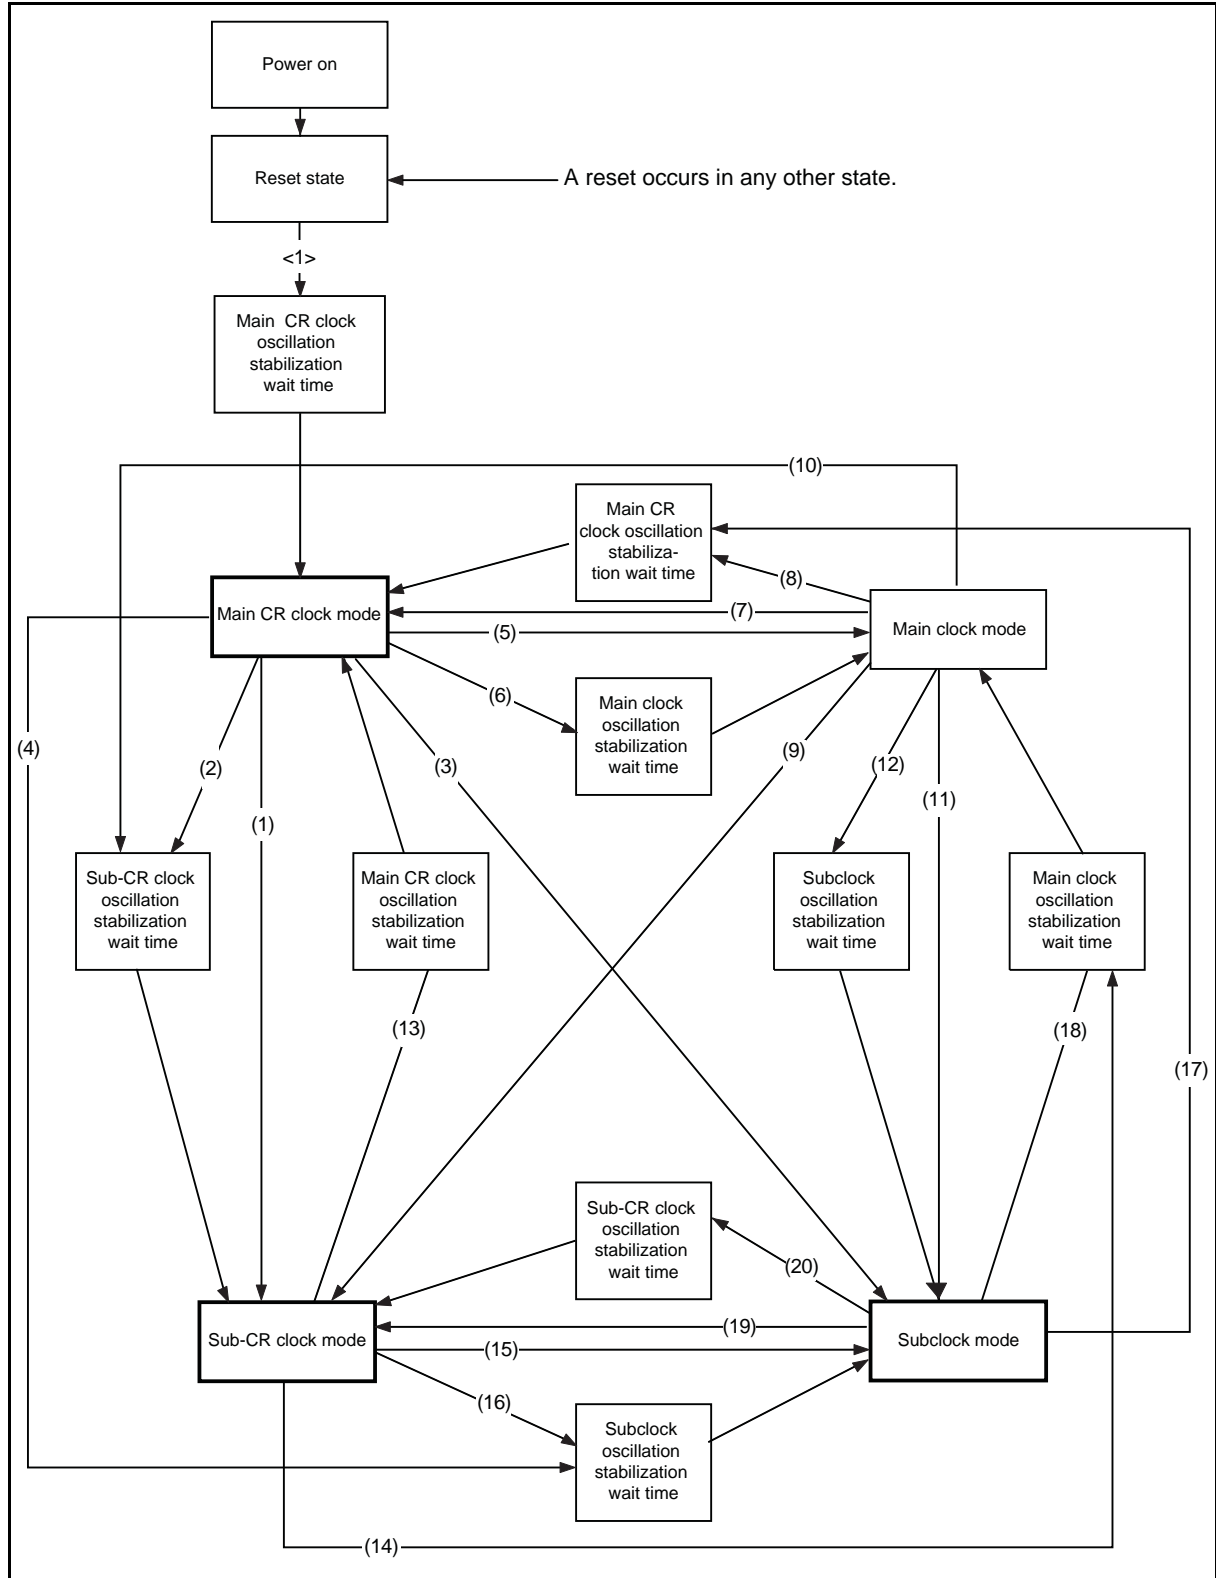 Power on
Reset state
A reset occurs in any other state.
<1>
Main CR clock
oscillation
stabilization
wait time
(10)
Main CR
clock oscillation
stabiliza-
tion wait time
(8)
Main CR clock mode
(7)
(5)
Main clock mode
(6)
Main clock
oscillation
stabilization
wait time
(4)
(2)
(3)
(9)
(12)
(11)
(1)
Sub-CR clock
oscillation
stabilization
wait time
Main CR clock
oscillation
stabilization
wait time
Subclock
oscillation
stabilization
wait time
Main clock
oscillation
stabilization
wait time
(13)
(18)
(17)
Sub-CR clock
oscillation
stabilization
wait time
(20)
Sub-CR clock mode
(19)
(15)
Subclock mode
(16)
Subclock
oscillation
stabilization
wait time
(14)